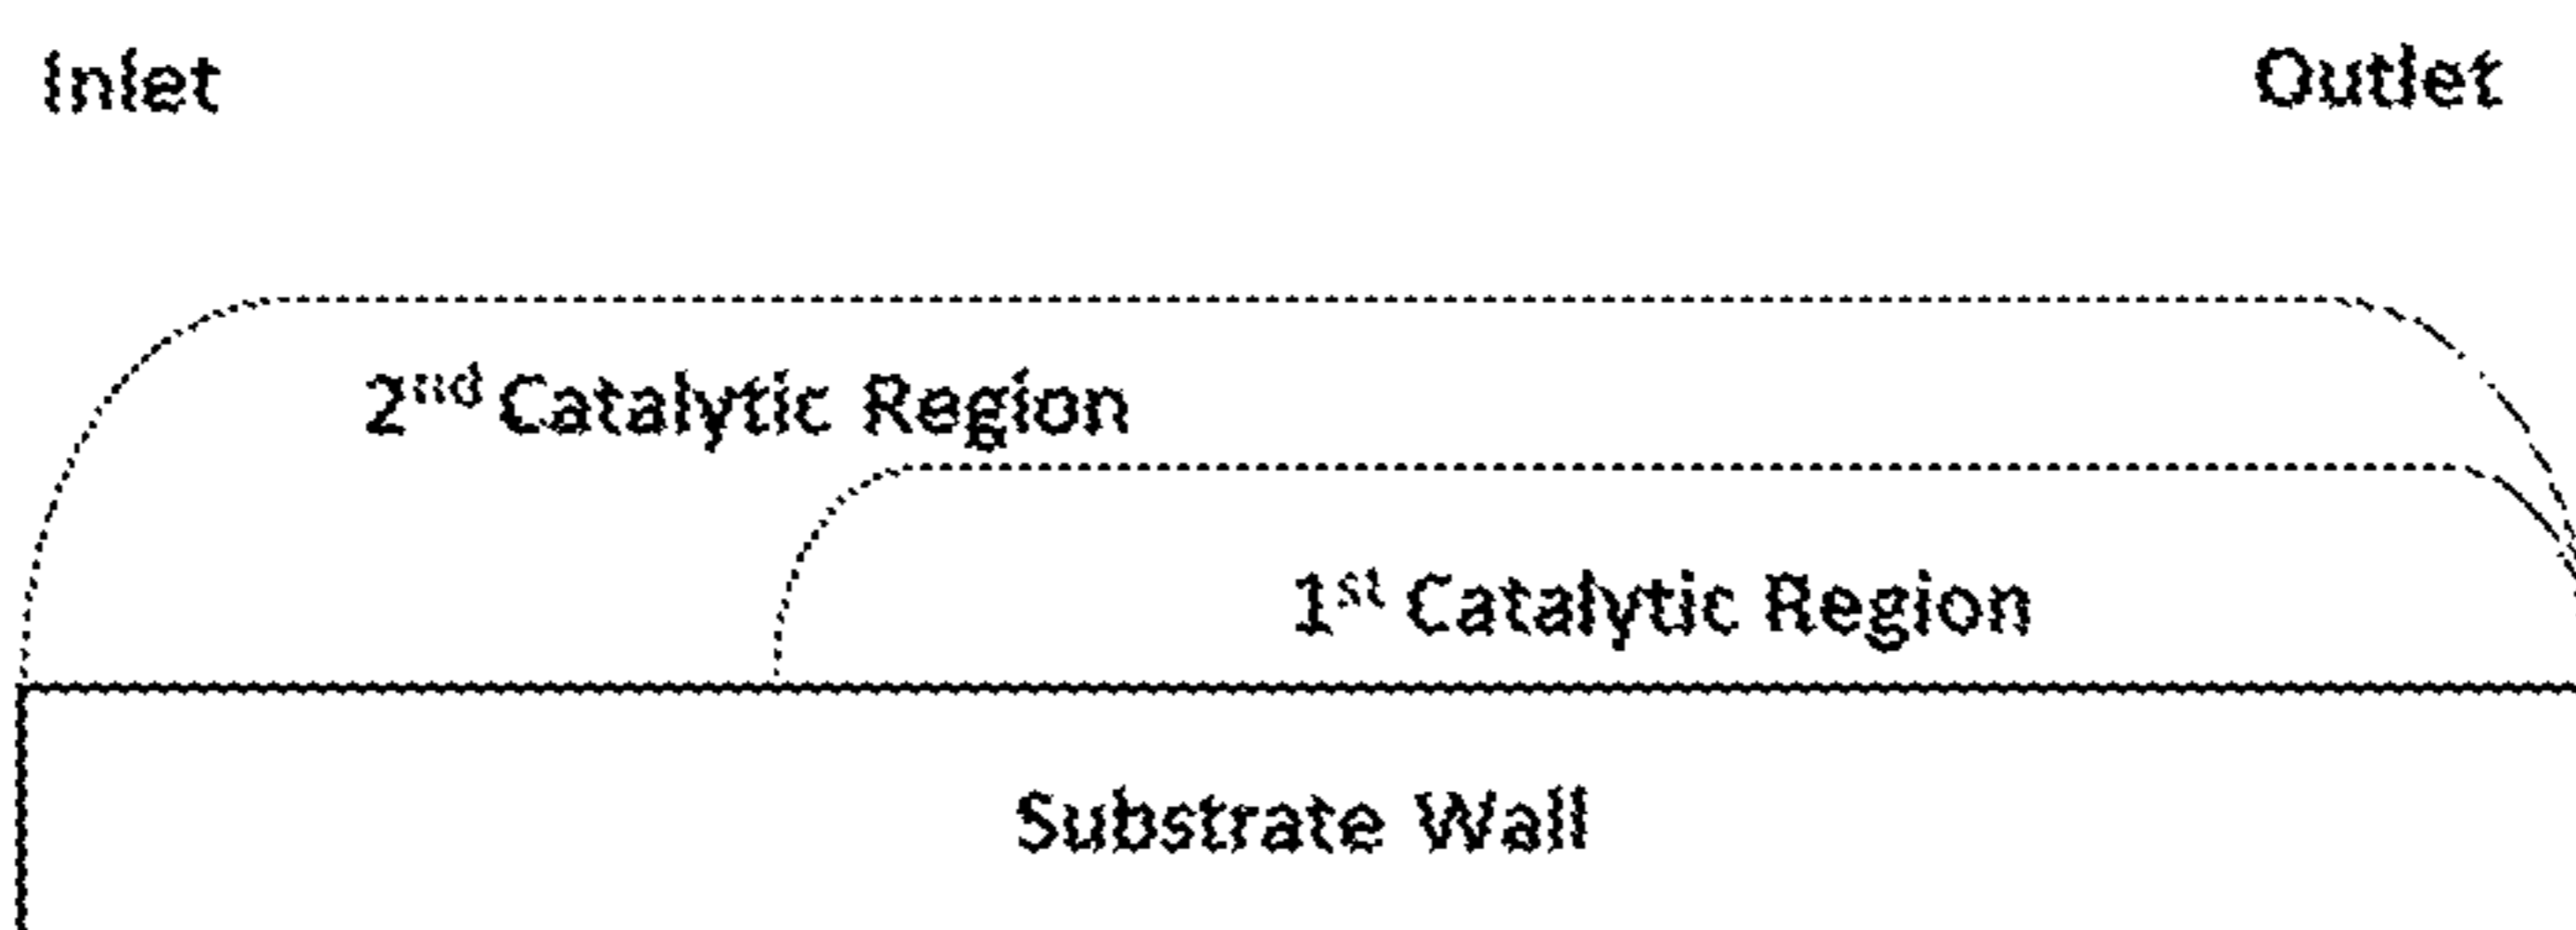 Inlet
Outlet
2nd Catalytic Region
1st Catalytic Region
Substrate Wall